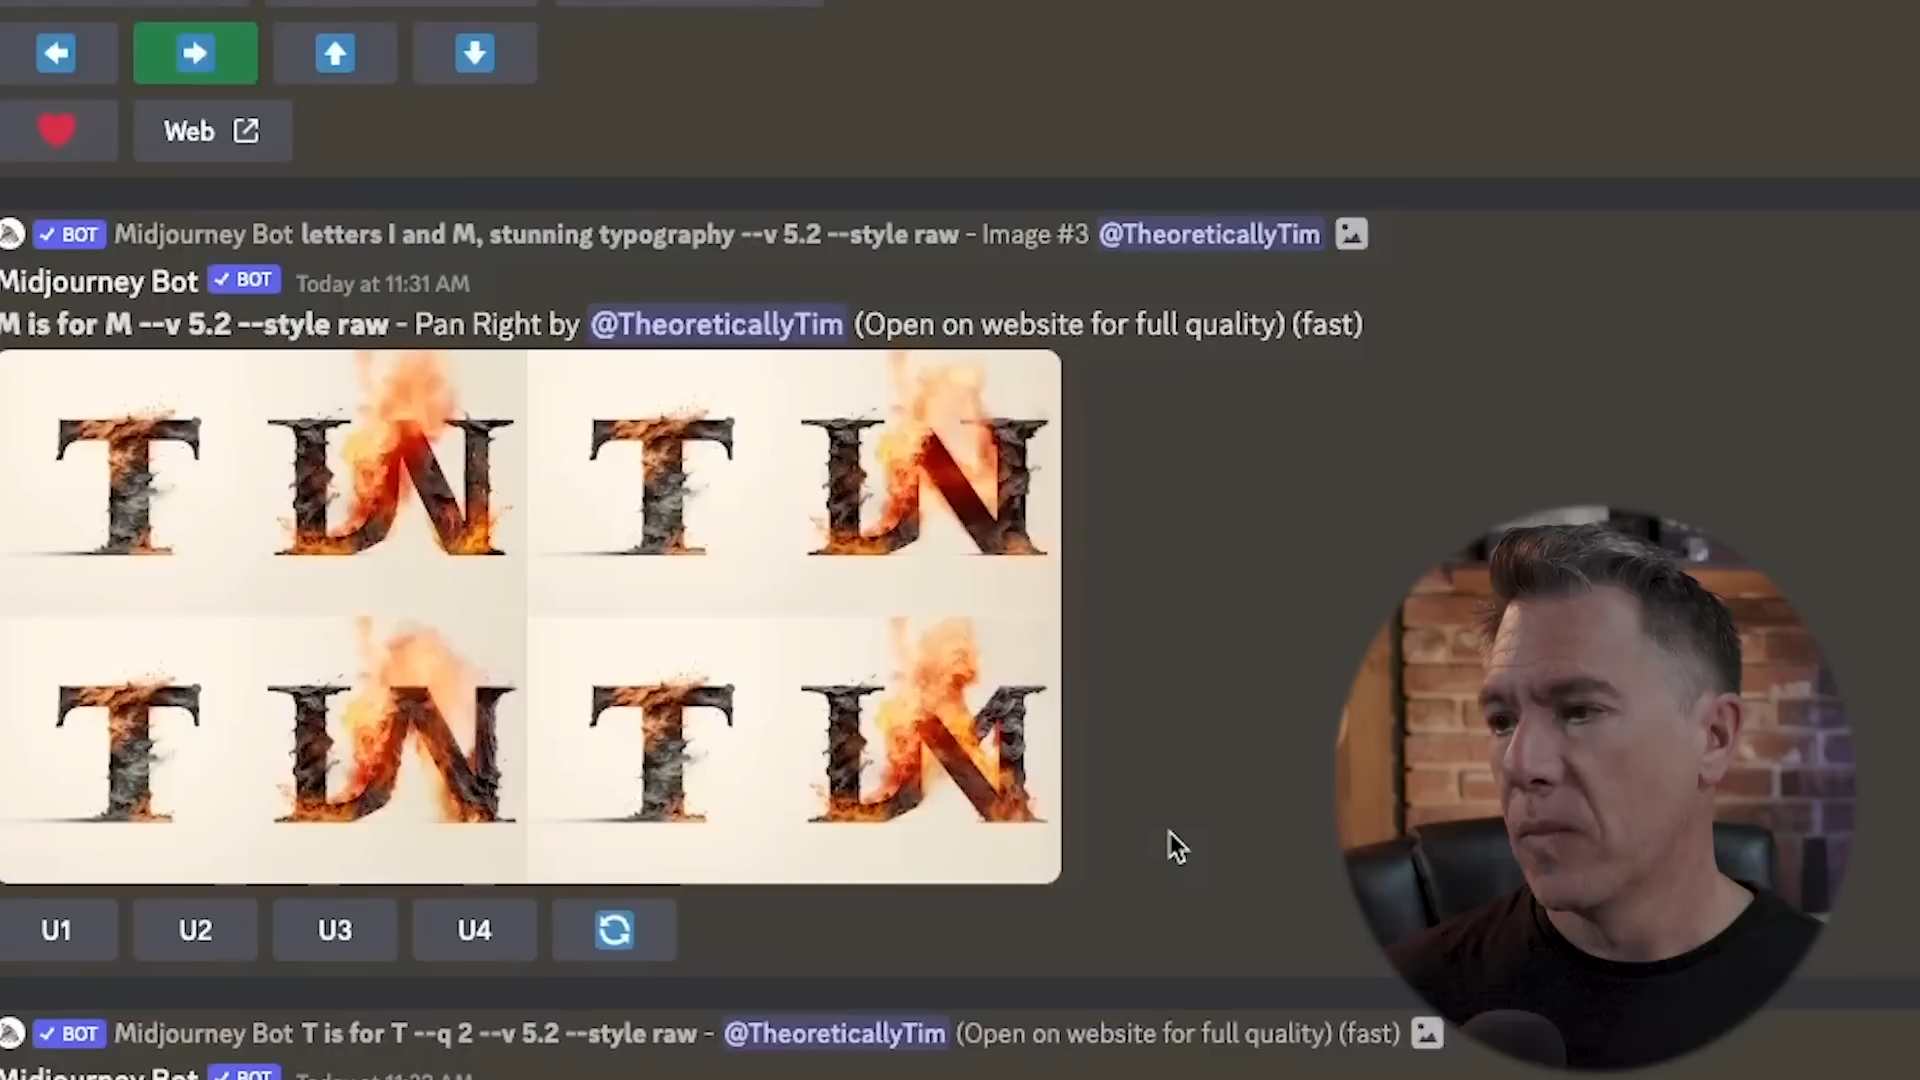 Web
BOT Midjourney Bot letters I and M, stunning typography --v 5.2 --style raw - Image #3 @TheoreticallyTim
Midjourney Bot BOT Today at 11:31 AM
M is for M --v 5.2 --style raw - Pan Right by @TheoreticallyTim (Open on website for full quality) (fast)
T
T
T
T
U1 U2 U3 U4
BOT Midjourney Bot T is for T --q 2 --v 5.2 --style raw - @TheoreticallyTim (Open on website for full quality) (fast)
Midjourney Bot BOT